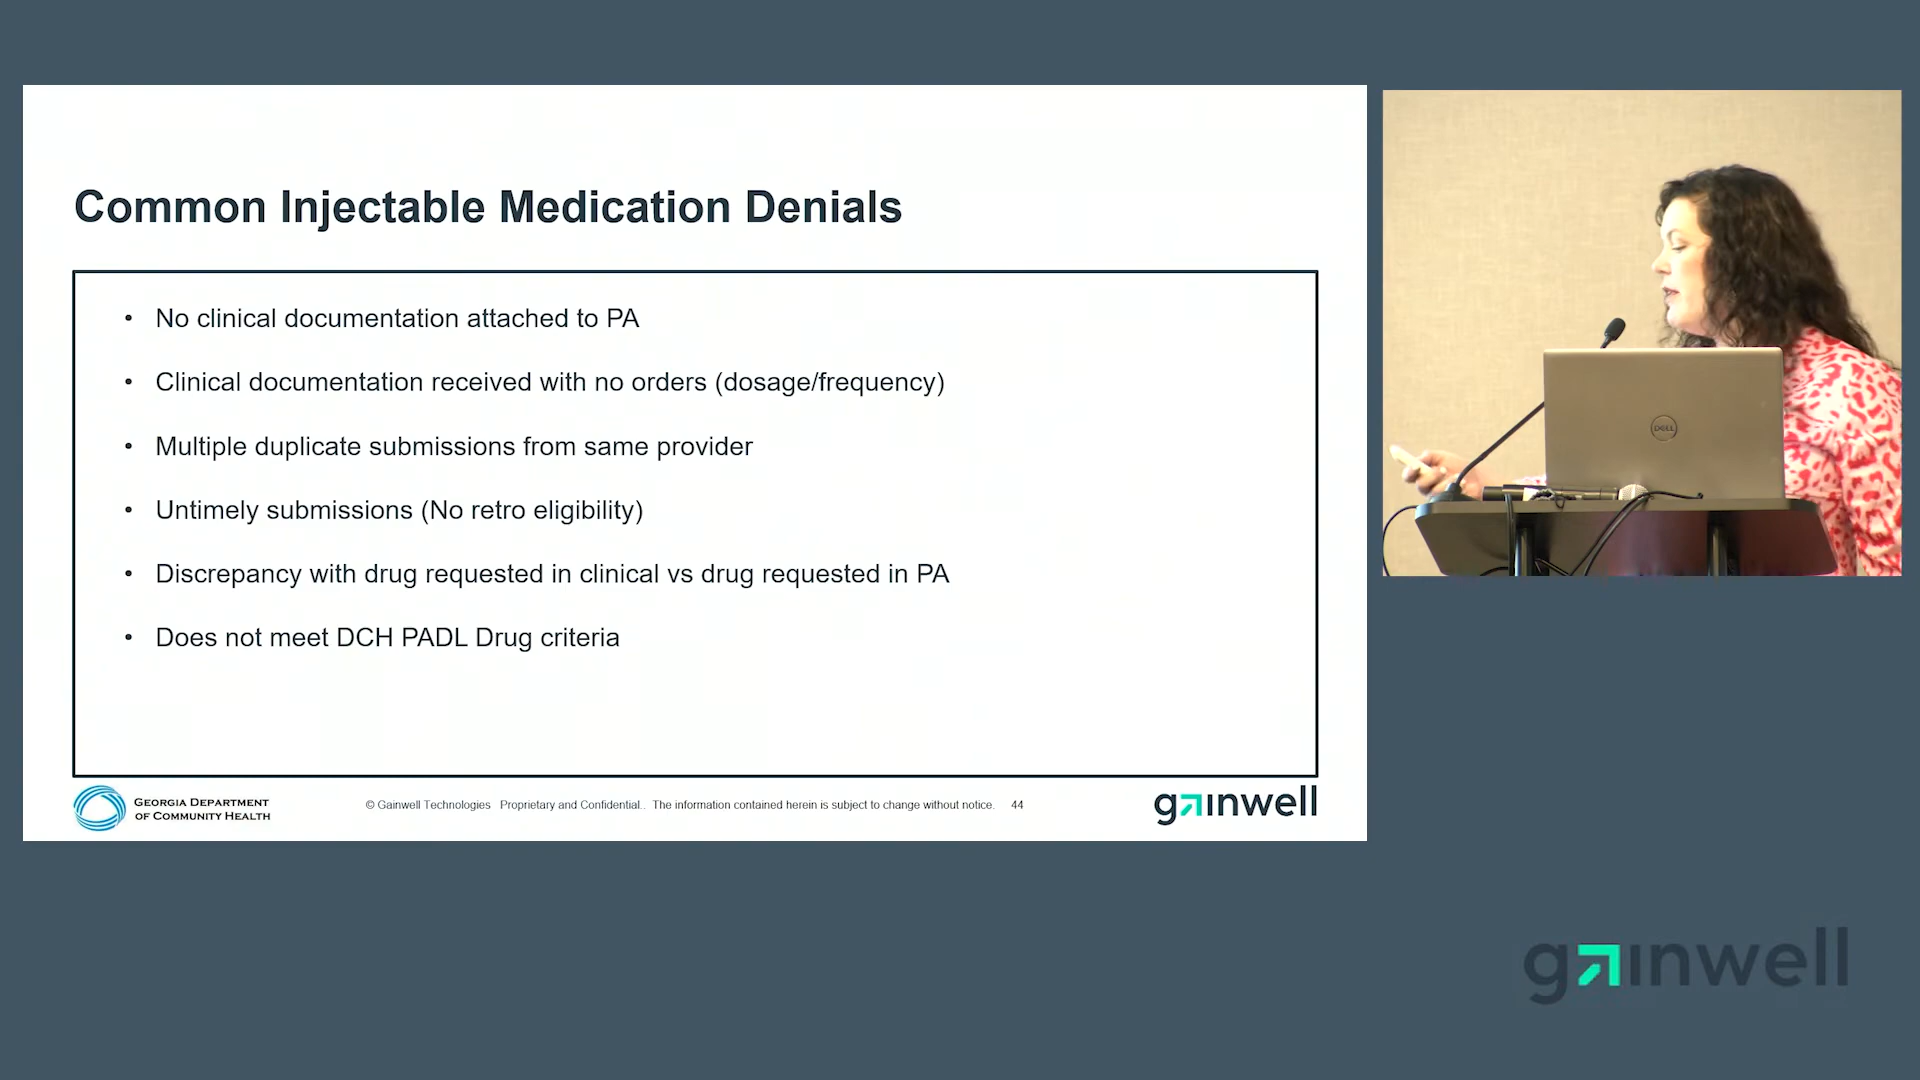 Common Injectable Medication Denials
• No clinical documentation attached to PA
• Clinical documentation received with no orders (dosage/frequency)
• Multiple duplicate submissions from same provider
• Untimely submissions (No retro eligibility)
• Discrepancy with drug requested in clinical vs drug requested in PA
• Does not meet DCH PADL Drug criteria
GEORGIA DEPARTMENT
OF COMMUNITY HEALTH
© Gainwell Technologies Proprietary and Confidential.. The information contained herein is subject to change without notice. 44
gainwell
DELL
gainwell